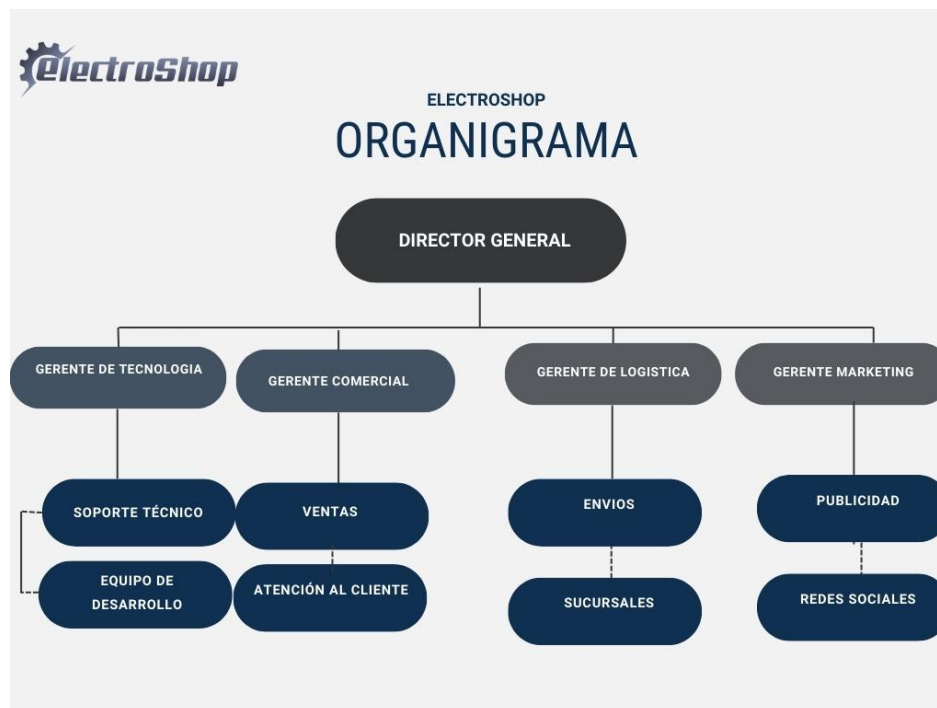 electroShop
ELECTROSHOP
ORGANIGRAMA
DIRECTOR GENERAL
GERENTE DE TECNOLOGIA
GERENTE COMERCIAL
GERENTE DE LOGISTICA
GERENTE MARKETING
SOPORTE TÉCNICO
VENTAS
ENVIOS
PUBLICIDAD
EQUIPO DE
DESARROLLO
ATENCIÓN AL CLIENTE
SUCURSALES
REDES SOCIALES